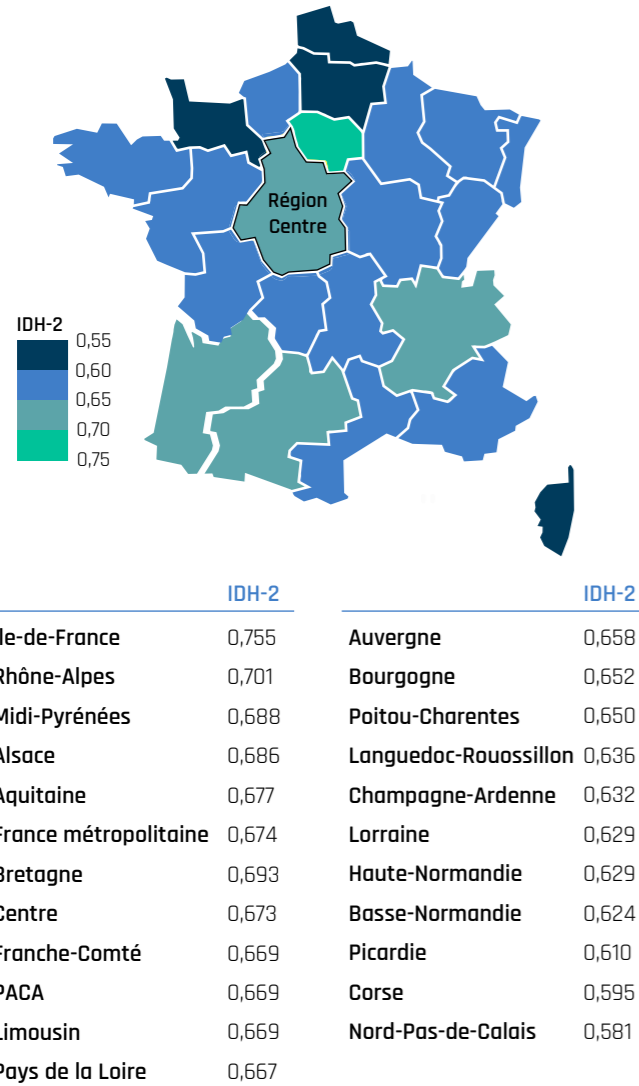 Région
Centre
IDH-2
0,55
0,60
0,65
0,70
0,75
IDH-2
Ile-de-France 0,755
Rhône-Alpes 0,701
Midi-Pyrénées 0,688
Alsace 0,686
Aquitaine 0,677
France métropolitaine 0,674
Bretagne 0,693
Centre 0,673
Franche-Comté 0,669
PACA 0,669
Limousin 0,669
Pays de la Loire 0,667
IDH-2
Auvergne 0,658
Bourgogne 0,652
Poitou-Charentes 0,650
Languedoc-Rouossillon 0,636
Champagne-Ardenne 0,632
Lorraine 0,629
Haute-Normandie 0,629
Basse-Normandie 0,624
Picardie 0,610
Corse 0,595
Nord-Pas-de-Calais 0,581